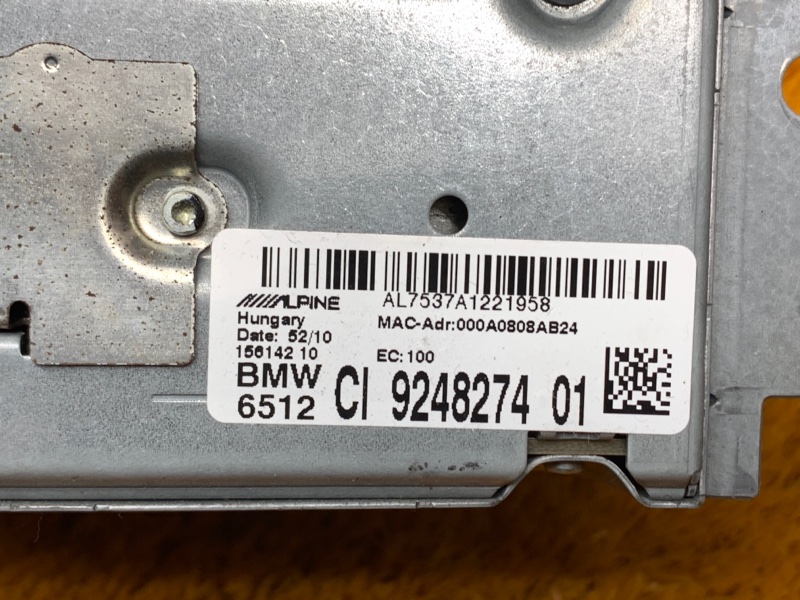 ALPINE AL7537A1221958
Hungary MAC-Adr:000A0808AB24
Date: 52/10
156142 10 EC:100
BMW CI 9248274 01
6512